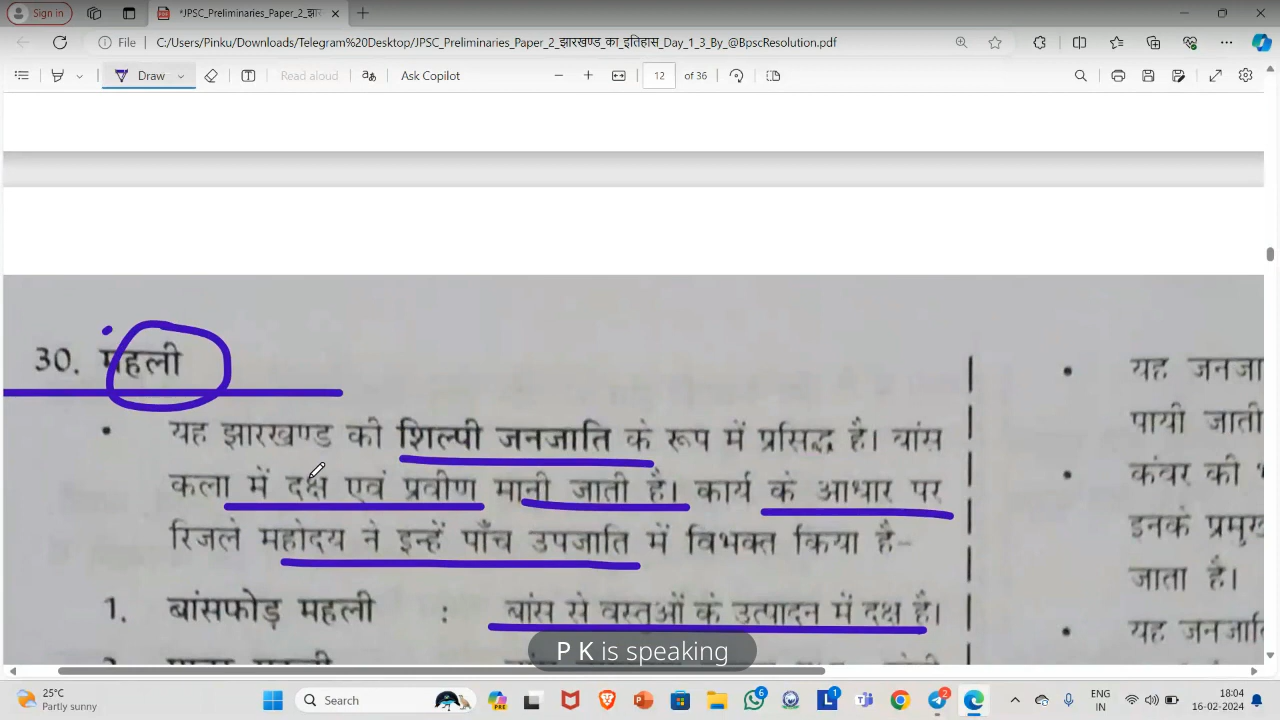 Sign in
*JPSC_Preliminaries_Paper_2_झार
File
C:/Users/Pinku/Downloads/Telegram%20Desktop/JPSC_Preliminaries_Paper_2_झारखण्ड_का_इतिहास_Day_1_3_By_@BpscResolution.pdf
Draw
Read aloud
Ask Copilot
12 of 36
30. महली
• यह झारखण्ड की शिल्पी जनजाति के रूप में प्रसिद्ध है। बांस
कला में दक्ष एवं प्रवीण मानी जाती है। कार्य के आधार पर
रिजले महोदय ने इन्हें पाँच उपजाति में विभक्त किया है-
1. बांसफोड़ महली : बांस से वस्तुओं के उत्पादन में दक्ष है।
• यह जनजा
पायी जाती
• कंवर की
इनके प्रमुख
जाता है।
• यह जनजाति
P K is speaking
25°C
Partly sunny
Search
6
1
2
ENG
IN
18:04
16-02-2024